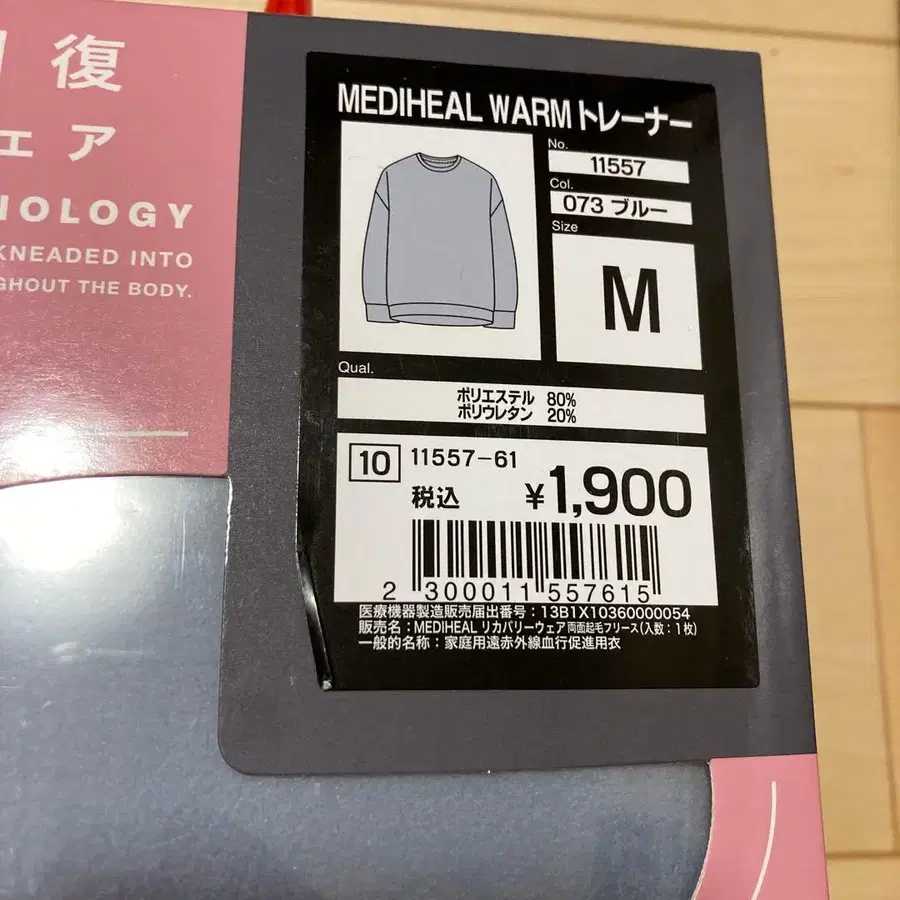 復
ェア
OLOGY
KNEADED INTO
GHOUT THE BODY.
MEDIHEAL WARM トレーナー
No.
11557
Col.
073 ブルー
Size
M
Qual.
ポリエステル 80%
ポリウレタン 20%
10 11557-61
税込 ¥1,900
2 300011 557615
医療機器製造販売届出番号：13B1X10360000054
販売名：MEDIHEAL リカバリーウェア 両面起毛フリース(入数：1枚)
一般的名称：家庭用遠赤外線血行促進用衣